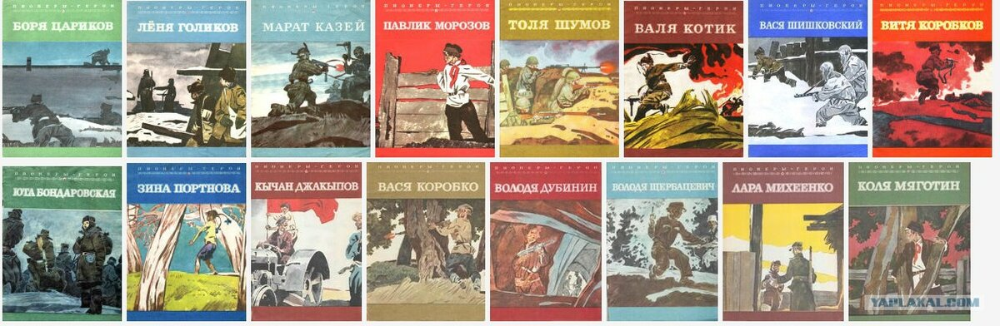 ПИОНЕРЫ-ГЕРОИ
БОРЯ ЦАРИКОВ
ПИОНЕРЫ-ГЕРОИ
ЛЁНЯ ГОЛИКОВ
ПИОНЕРЫ-ГЕРОИ
МАРАТ КАЗЕЙ
ПИОНЕРЫ-ГЕРОИ
ПАВЛИК МОРОЗОВ
ПИОНЕРЫ-ГЕРОИ
ТОЛЯ ШУМОВ
ПИОНЕРЫ-ГЕРОИ
ВАЛЯ КОТИК
ПИОНЕРЫ-ГЕРОИ
ВАСЯ ШИШКОВСКИЙ
ПИОНЕРЫ-ГЕРОИ
ВИТЯ КОРОБКОВ
ПИОНЕРЫ-ГЕРОИ
ЮТА БОНДАРОВСКАЯ
ПИОНЕРЫ-ГЕРОИ
ЗИНА ПОРТНОВА
ПИОНЕРЫ-ГЕРОИ
КЫЧАН ДЖАКЫПОВ
ПИОНЕРЫ-ГЕРОИ
ВАСЯ КОРОБКО
ПИОНЕРЫ-ГЕРОИ
ВОЛОДЯ ДУБИНИН
ПИОНЕРЫ-ГЕРОИ
ВОЛОДЯ ЩЕРБАЦЕВИЧ
ПИОНЕРЫ-ГЕРОИ
ЛАРА МИХЕЕНКО
ПИОНЕРЫ-ГЕРОИ
КОЛЯ МЯГОТИН
YAPLAKAL.COM